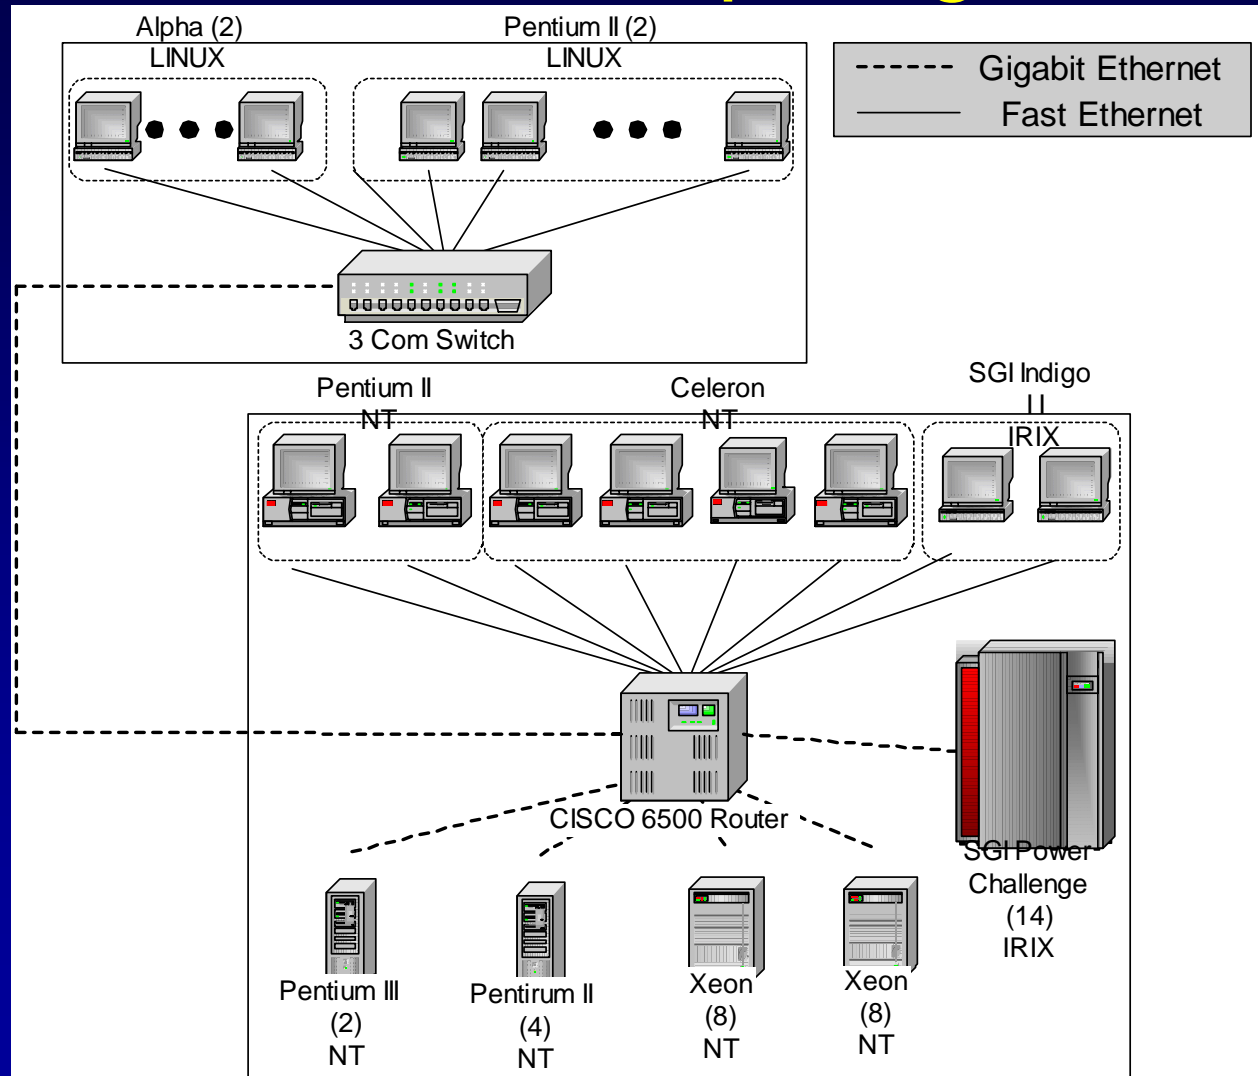 Alpha (2)
LINUX
Pentium II (2)
LINUX
Gigabit Ethernet
Fast Ethernet
3 Com Switch
Pentium II
NT
Celeron
NT
SGI Indigo
I I
IRIX
CISCO 6500 Router
SGI Power
Challenge
(14)
IRIX
Pentium III
(2)
NT
Pentirum II
(4)
NT
Xeon
(8)
NT
Xeon
(8)
NT